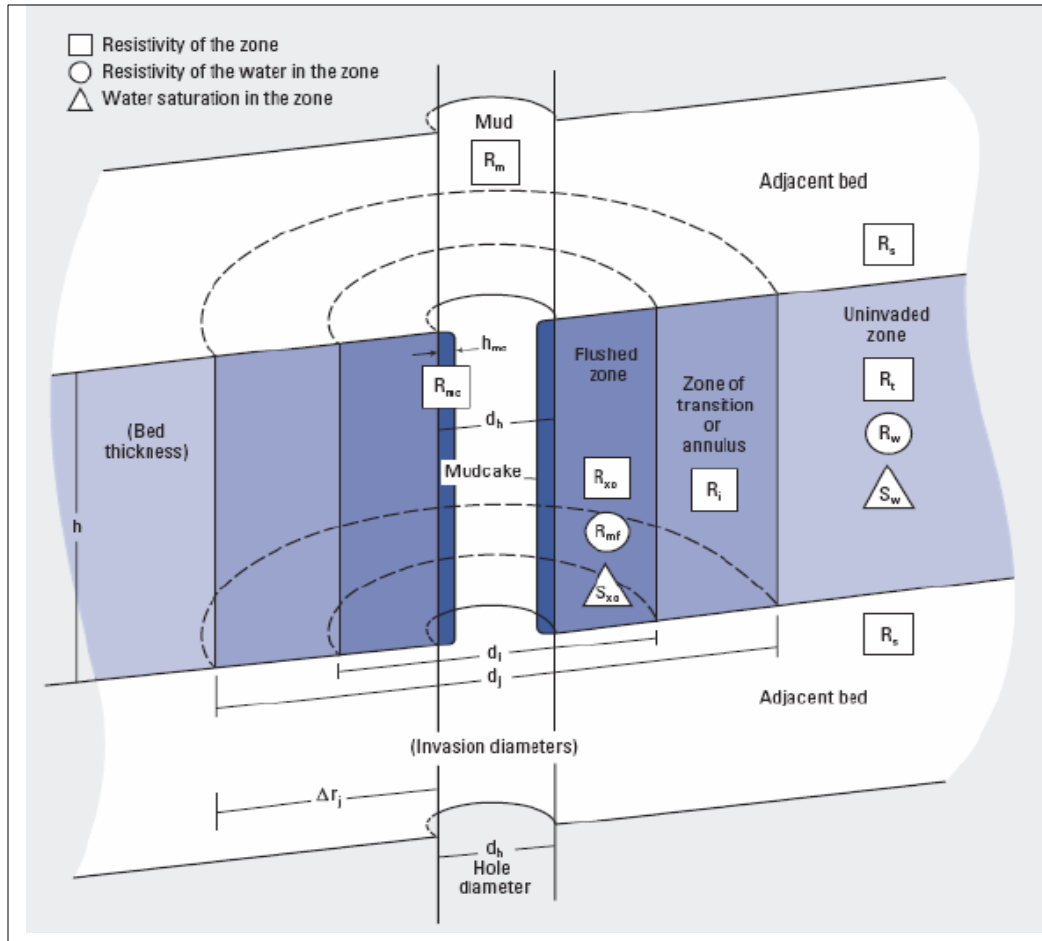 Resistivity of the zone
Resistivity of the water in the zone
Water saturation in the zone
Mud
Rm
Adjacent bed
Rs
Uninvaded
zone
Rt
Rw
Sw
hmc
Rmc
Flushed
zone
Zone of
transition
or
annulus
dh
(Bed
thickness)
Mudcake
Rxo
Ri
h
Rmf
Sxo
Rs
di
dj
Adjacent bed
(Invasion diameters)
Δrj
dh
Hole
diameter